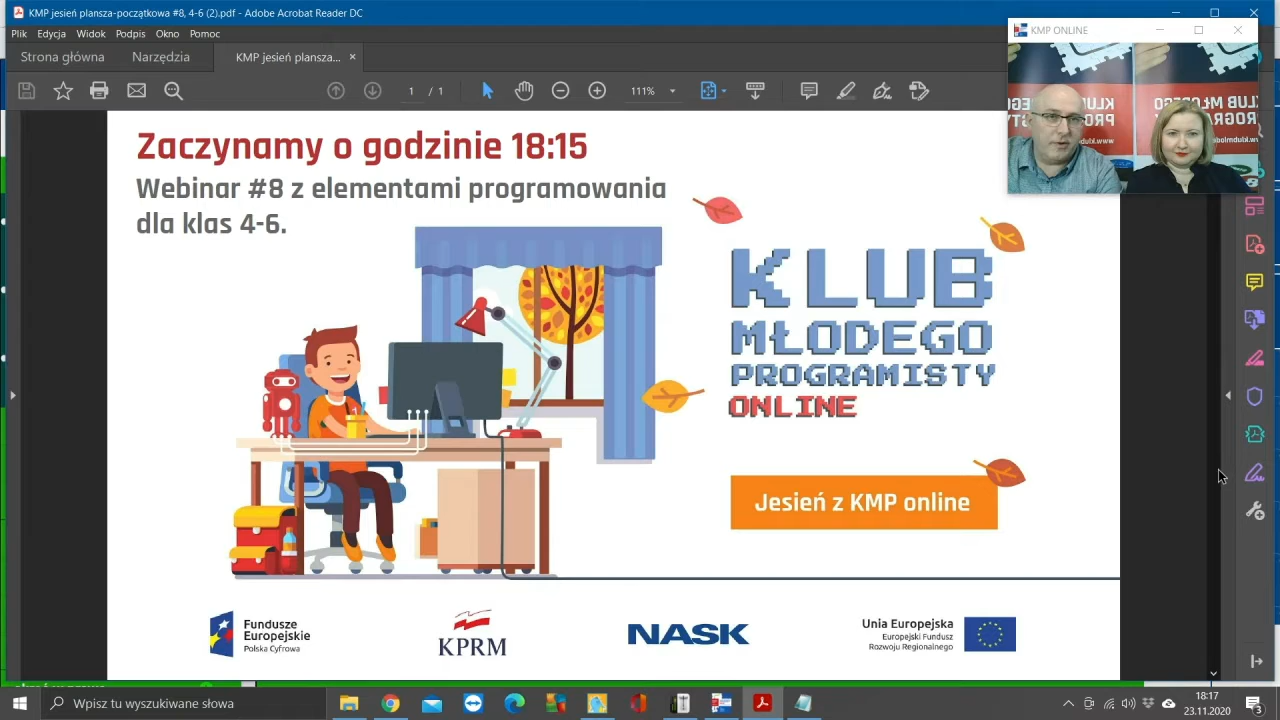 KMP jesień plansza-początkowa #8, 4-6 (2).pdf - Adobe Acrobat Reader DC
Plik Edycja Widok Podpis Okno Pomoc
Strona główna Narzędzia KMP jesień plansza... ×
1 / 1 111%
KMP ONLINE
KLUB MŁODEGO
Zaczynamy o godzinie 18:15
Webinar #8 z elementami programowania
dla klas 4-6.
KLUB
MŁODEGO
PROGRAMISTY
ONLINE
Jesień z KMP online
Fundusze
Europejskie
Polska Cyfrowa
KPRM
NASK
Unia Europejska
Europejski Fundusz
Rozwoju Regionalnego
Wpisz tu wyszukiwane słowa
18:17
23.11.2020
3